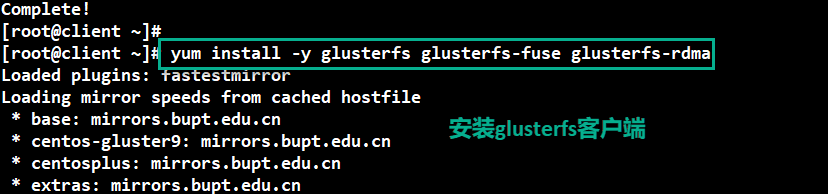 Complete!
[root@client ~]#
[root@client ~]# yum install -y glusterfs glusterfs-fuse glusterfs-rdma
Loaded plugins: fastestmirror
Loading mirror speeds from cached hostfile
 * base: mirrors.bupt.edu.cn
 * centos-gluster9: mirrors.bupt.edu.cn
安装glusterfs客户端
 * centosplus: mirrors.bupt.edu.cn
 * extras: mirrors.bupt.edu.cn